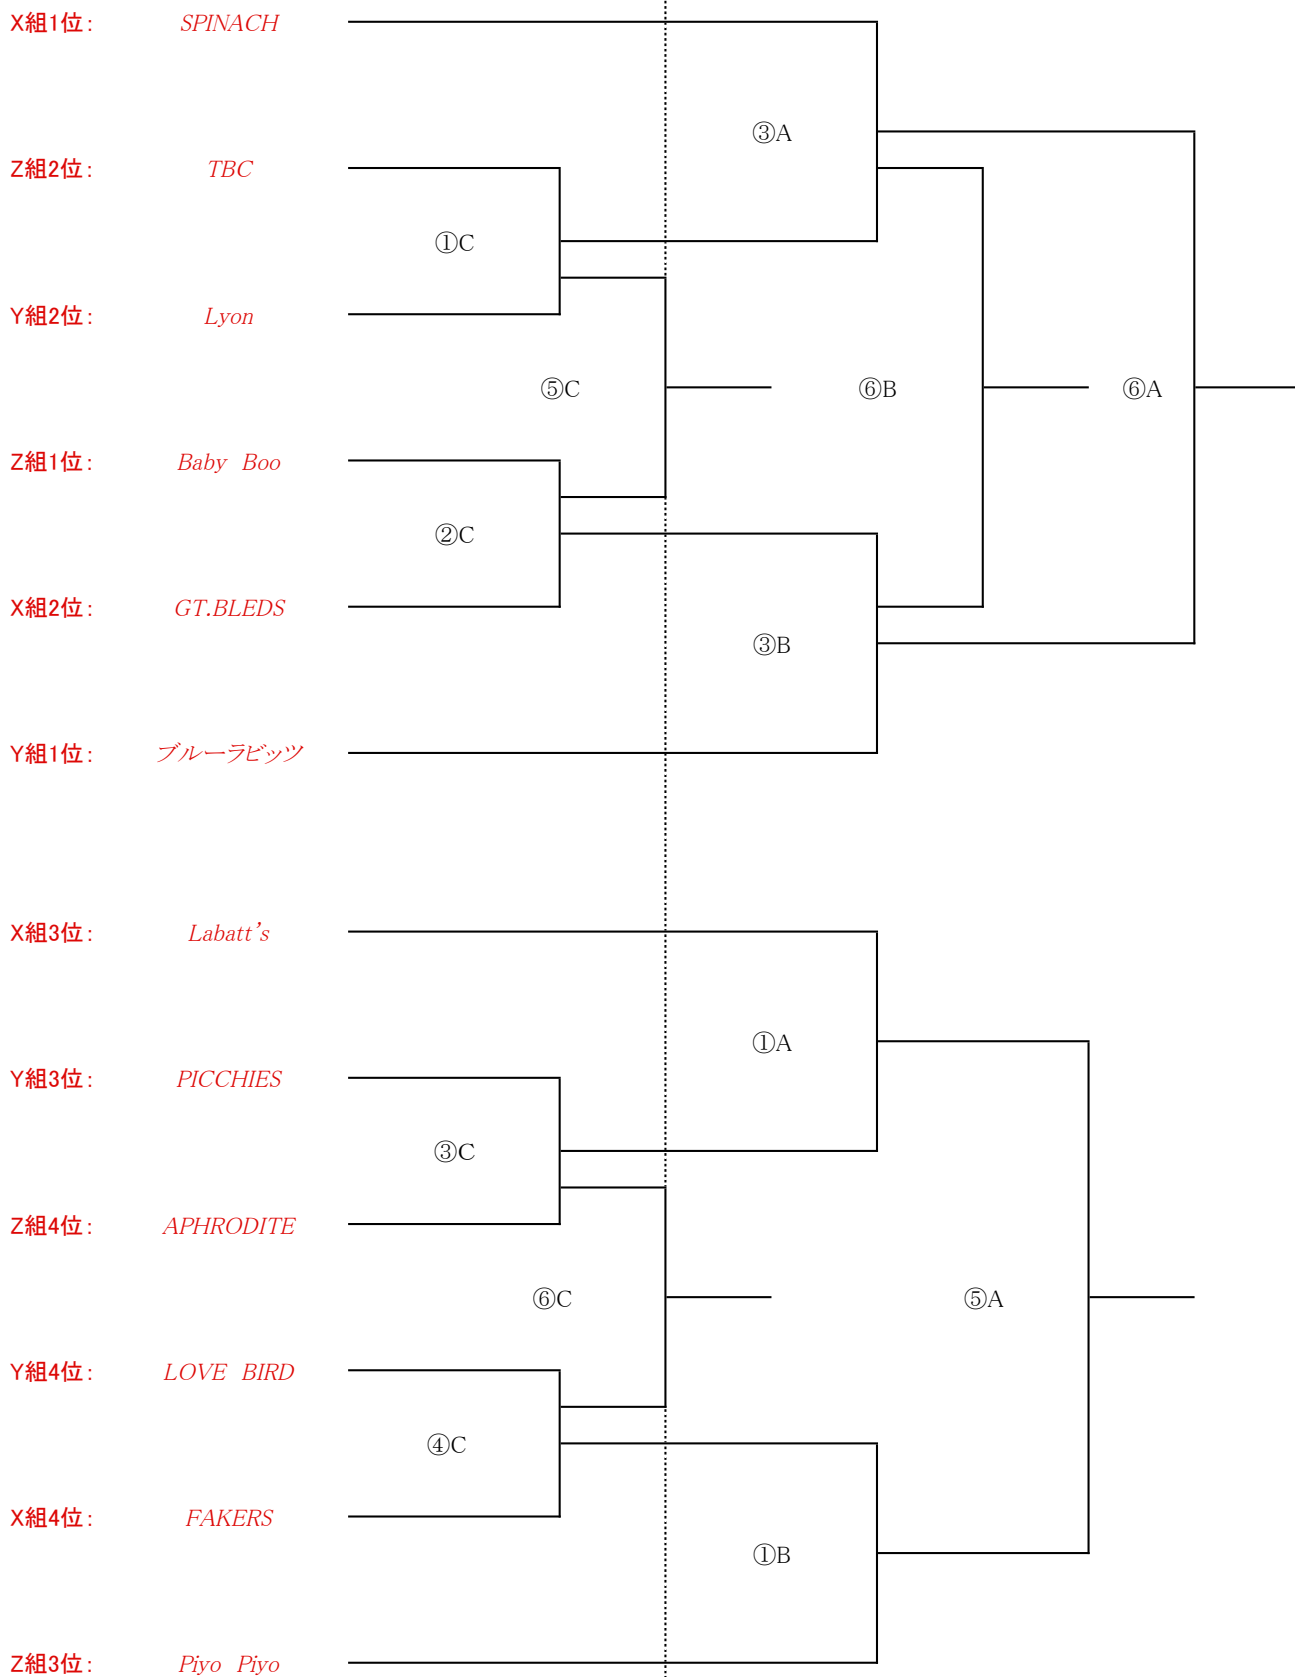 X組1位： SPINACH
③A
Z組2位： TBC
①C
Y組2位： Lyon
⑤C ⑥B ⑥A
Z組1位： Baby Boo
②C
X組2位： GT.BLEDS
③B
Y組1位： ブルーラビッツ
X組3位： Labatt's
①A
Y組3位： PICCHIES
③C
Z組4位： APHRODITE
⑥C ⑤A
Y組4位： LOVE BIRD
④C
X組4位： FAKERS
①B
Z組3位： Piyo Piyo